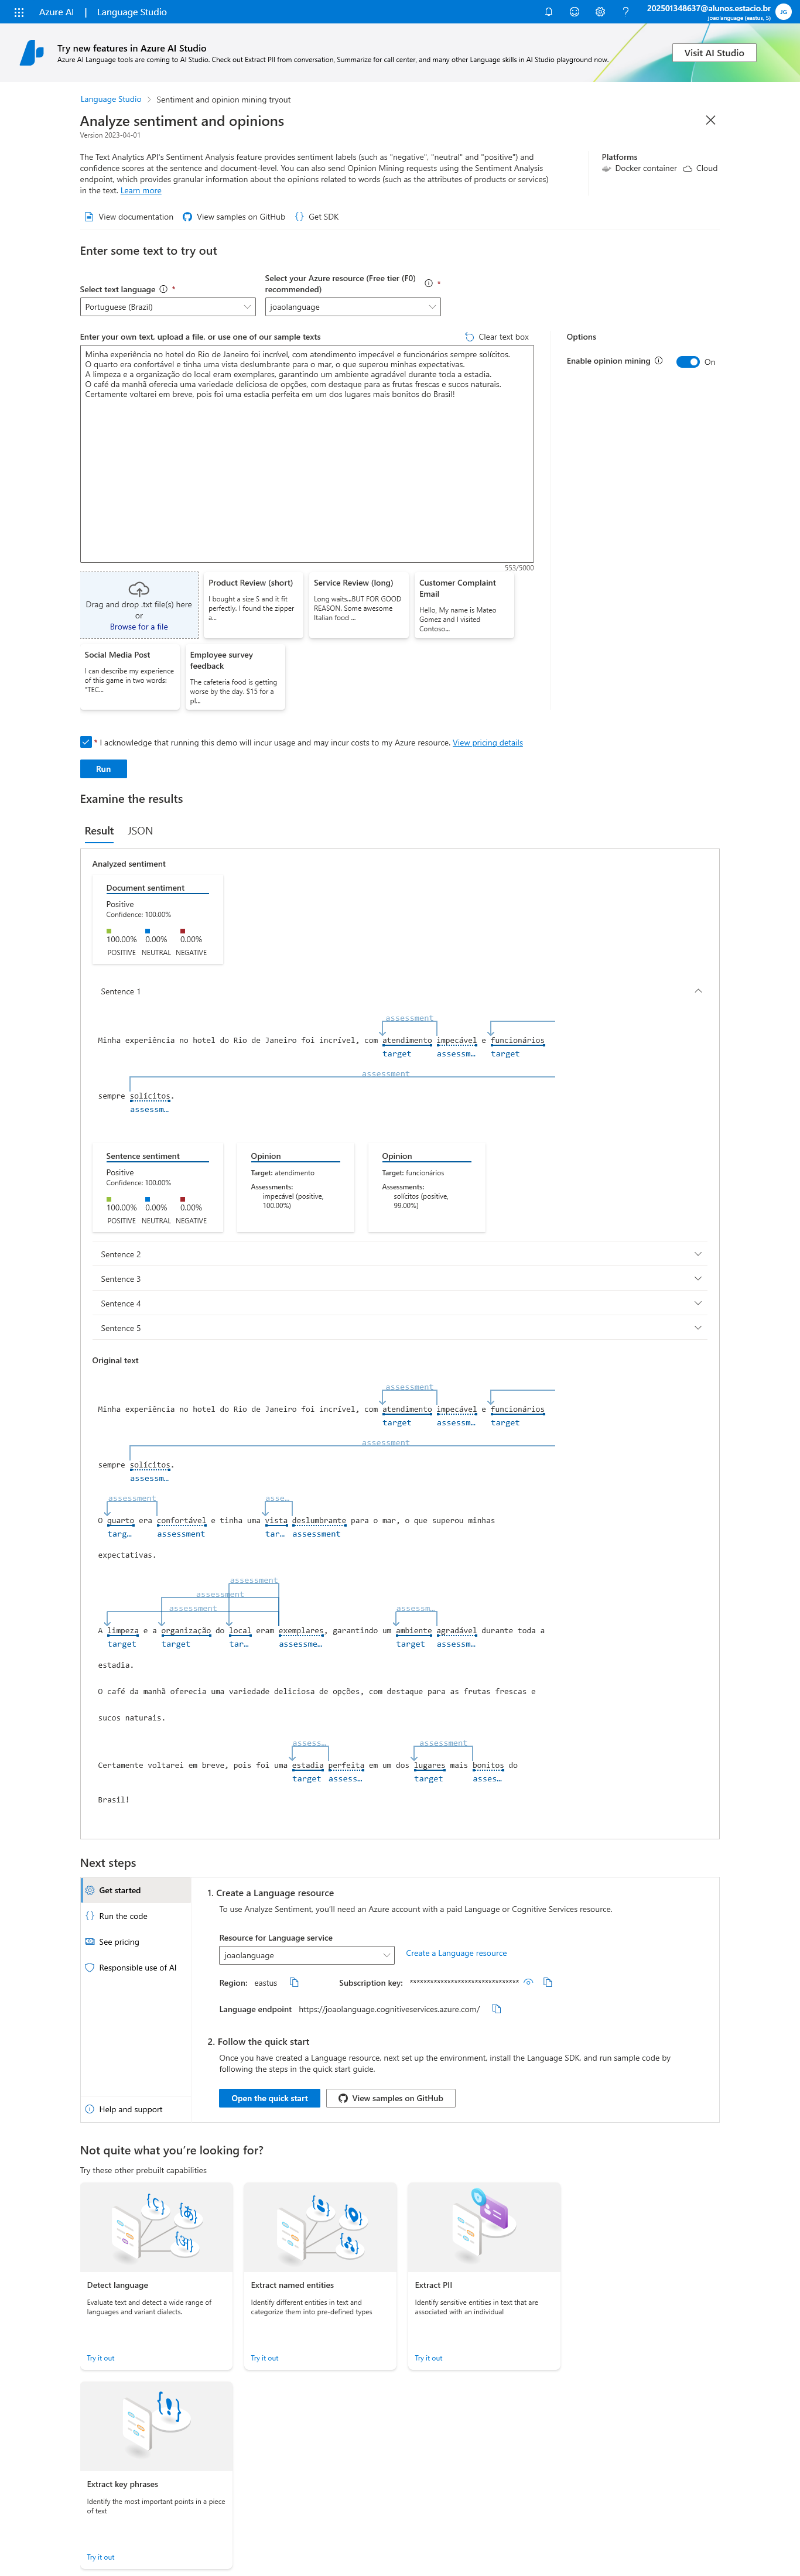 Azure AI | Language Studio
202501348637@alunos.estacio.br
joaolanguage (eastus, S)
JG
Try new features in Azure AI Studio
Azure AI Language tools are coming to AI Studio. Check out Extract PII from conversation, Summarize for call center, and many other Language skills in AI Studio playground now.
Visit AI Studio
Language Studio > Sentiment and opinion mining tryout
Analyze sentiment and opinions
Version 2023-04-01
The Text Analytics API's Sentiment Analysis feature provides sentiment labels (such as "negative", "neutral" and "positive") and
confidence scores at the sentence and document-level. You can also send Opinion Mining requests using the Sentiment Analysis
endpoint, which provides granular information about the opinions related to words (such as the attributes of products or services)
in the text. Learn more
Platforms
Docker container Cloud
View documentation View samples on GitHub {} Get SDK
Enter some text to try out
Select text language *
Select your Azure resource (Free tier (F0)
recommended) *
Portuguese (Brazil)
joaolanguage
Enter your own text, upload a file, or use one of our sample texts
Clear text box
Options
Enable opinion mining On
Minha experiência no hotel do Rio de Janeiro foi incrível, com atendimento impecável e funcionários sempre solícitos.
O quarto era confortável e tinha uma vista deslumbrante para o mar, o que superou minhas expectativas.
A limpeza e a organização do local eram exemplares, garantindo um ambiente agradável durante toda a estadia.
O café da manhã oferecia uma variedade deliciosa de opções, com destaque para as frutas frescas e sucos naturais.
Certamente voltarei em breve, pois foi uma estadia perfeita em um dos lugares mais bonitos do Brasil!
553/5000
Drag and drop .txt file(s) here
or
Browse for a file
Product Review (short)
I bought a size S and it fit
perfectly. I found the zipper
a...
Service Review (long)
Long waits...BUT FOR GOOD
REASON. Some awesome
Italian food ...
Customer Complaint
Email
Hello, My name is Mateo
Gomez and I visited
Contoso...
Social Media Post
I can describe my experience
of this game in two words:
"TEC...
Employee survey
feedback
The cafeteria food is getting
worse by the day. $15 for a
pl...
* I acknowledge that running this demo will incur usage and may incur costs to my Azure resource. View pricing details
Run
Examine the results
Result JSON
Analyzed sentiment
Document sentiment
Positive
Confidence: 100.00%
100.00% 0.00% 0.00%
POSITIVE NEUTRAL NEGATIVE
Sentence 1
assessment
Minha experiência no hotel do Rio de Janeiro foi incrível, com atendimento impecável e funcionários
target assessm... target
assessment
sempre solícitos.
assessm...
Sentence sentiment
Positive
Confidence: 100.00%
100.00% 0.00% 0.00%
POSITIVE NEUTRAL NEGATIVE
Opinion
Target: atendimento
Assessments:
impecável (positive,
100.00%)
Opinion
Target: funcionários
Assessments:
solícitos (positive,
99.00%)
Sentence 2
Sentence 3
Sentence 4
Sentence 5
Original text
assessment
Minha experiência no hotel do Rio de Janeiro foi incrível, com atendimento impecável e funcionários
target assessm... target
assessment
sempre solícitos.
assessm...
assessment asse...
O quarto era confortável e tinha uma vista deslumbrante para o mar, o que superou minhas
targ... assessment tar... assessment
expectativas.
assessment
assessment
assessment assessm...
A limpeza e a organização do local eram exemplares, garantindo um ambiente agradável durante toda a
target target tar... assessme... target assessm...
estadia.
O café da manhã oferecia uma variedade deliciosa de opções, com destaque para as frutas frescas e
sucos naturais.
assess... assessment
Certamente voltarei em breve, pois foi uma estadia perfeita em um dos lugares mais bonitos do
target assess... target asses...
Brasil!
Next steps
Get started
{} Run the code
See pricing
Responsible use of AI
Help and support
1. Create a Language resource
To use Analyze Sentiment, you'll need an Azure account with a paid Language or Cognitive Services resource.
Resource for Language service
joaolanguage
Create a Language resource
Region: eastus Subscription key: ********************************
Language endpoint https://joaolanguage.cognitiveservices.azure.com/
2. Follow the quick start
Once you have created a Language resource, next set up the environment, install the Language SDK, and run sample code by
following the steps in the quick start guide.
Open the quick start View samples on GitHub
Not quite what you're looking for?
Try these other prebuilt capabilities
Detect language
Evaluate text and detect a wide range of
languages and variant dialects.
Try it out
Extract named entities
Identify different entities in text and
categorize them into pre-defined types
Try it out
Extract PII
Identify sensitive entities in text that are
associated with an individual
Try it out
Extract key phrases
Identify the most important points in a piece
of text
Try it out